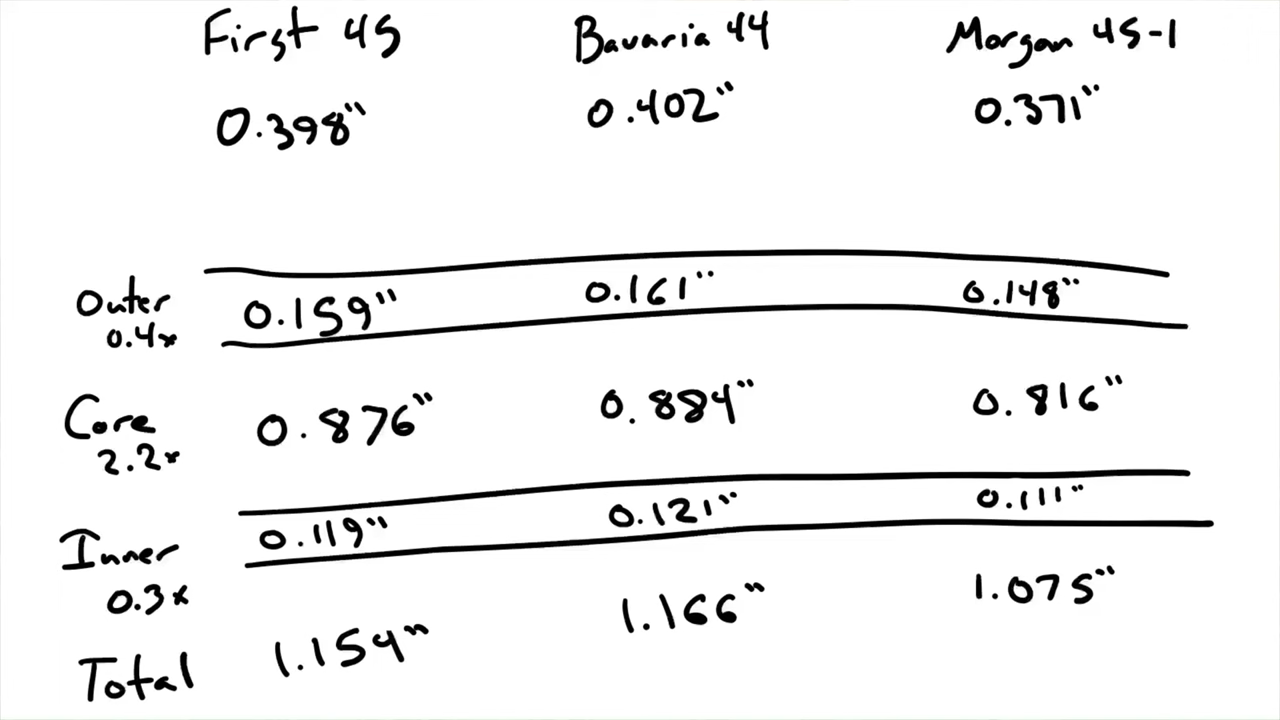 First 45 Bavaria 44 Morgan 45-1
0.398" 0.402" 0.371"
Outer 0.159" 0.161" 0.148"
0.4x
Core 0.876" 0.884" 0.816"
2.2x
Inner 0.119" 0.121" 0.111"
0.3x
Total 1.154" 1.166" 1.075"